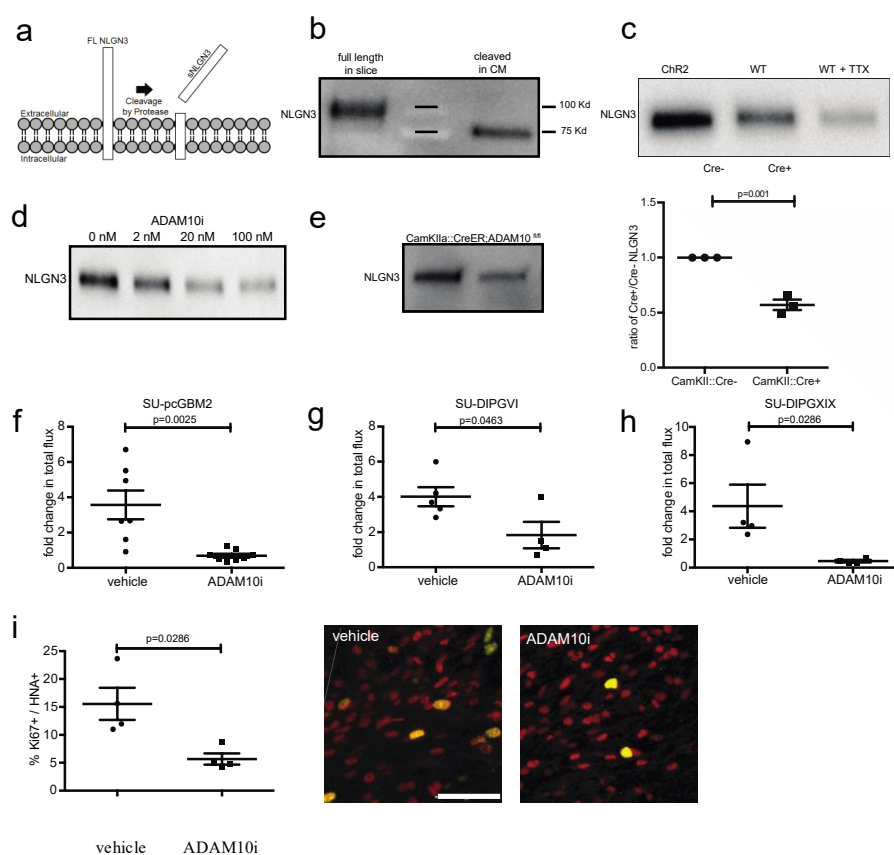 a
FL NLGN3
sNLGN3
Cleavage
by Protease
Extracellular
Intracellular
b
full length
in slice
cleaved
in CM
NLGN3
100 Kd
75 Kd
c
ChR2 WT WT + TTX
NLGN3
Cre- Cre+
p=0.001
ratio of Cre+/Cre- NLGN3
1.5
1.0
0.5
0.0
CamKII::Cre- CamKII::Cre+
d
ADAM10i
0 nM 2 nM 20 nM 100 nM
NLGN3
e
CamKIIa::CreER;ADAM10 fl/fl
NLGN3
f
SU-pcGBM2
p=0.0025
fold change in total flux
8
6
4
2
0
vehicle ADAM10i
g
SU-DIPGVI
p=0.0463
fold change in total flux
8
6
4
2
0
vehicle ADAM10i
h
SU-DIPGXIX
p=0.0286
fold change in total flux
10
8
6
4
2
0
vehicle ADAM10i
i
p=0.0286
% Ki67+ / HNA+
25
20
15
10
5
0
vehicle ADAM10i
vehicle
ADAM10i